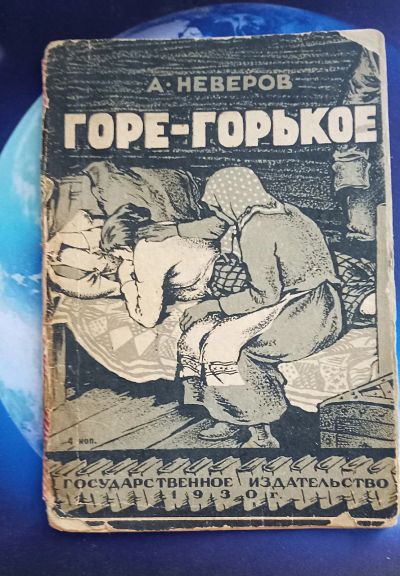 А. НЕВЕРОВ
ГОРЕ-ГОРЬКОЕ
4 коп.
ГОСУДАРСТВЕННОЕ ИЗДАТЕЛЬСТВО
1930 г.